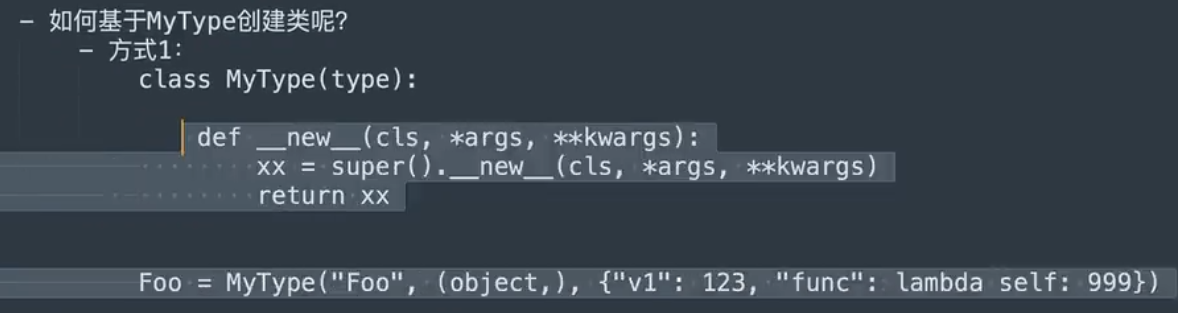 - 如何基于MyType创建类呢?
- 方式1:
class MyType(type):
def __new__(cls, *args, **kwargs):
xx = super().__new__(cls, *args, **kwargs)
return xx
Foo = MyType("Foo", (object,), {"v1": 123, "func": lambda self: 999})